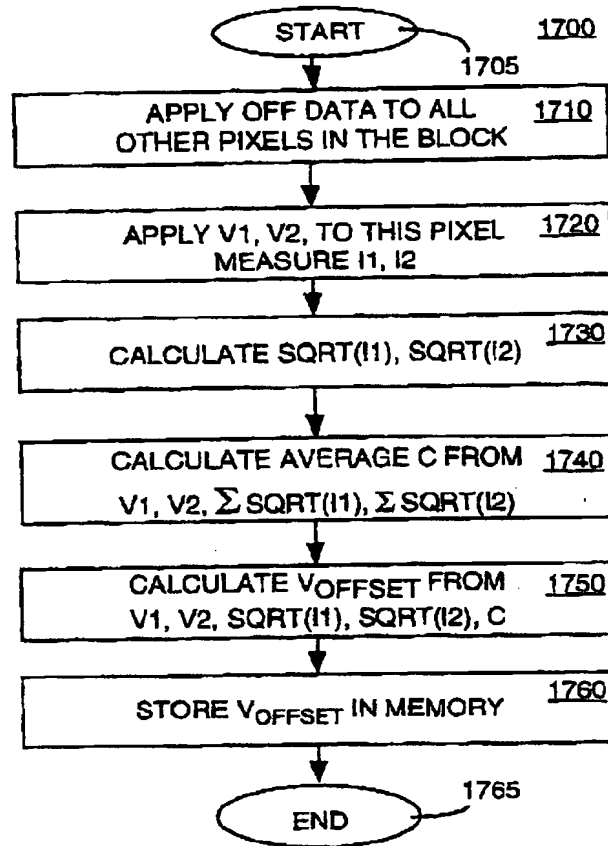 START
1700
1705
APPLY OFF DATA TO ALL 1710
OTHER PIXELS IN THE BLOCK
APPLY V1, V2, TO THIS PIXEL 1720
MEASURE I1, I2
1730
CALCULATE SQRT(I1), SQRT(I2)
CALCULATE AVERAGE C FROM 1740
V1, V2, Σ SQRT(I1), Σ SQRT(I2)
CALCULATE VOFFSET FROM 1750
V1, V2, SQRT(I1), SQRT(I2), C
1760
STORE VOFFSET IN MEMORY
1765
END